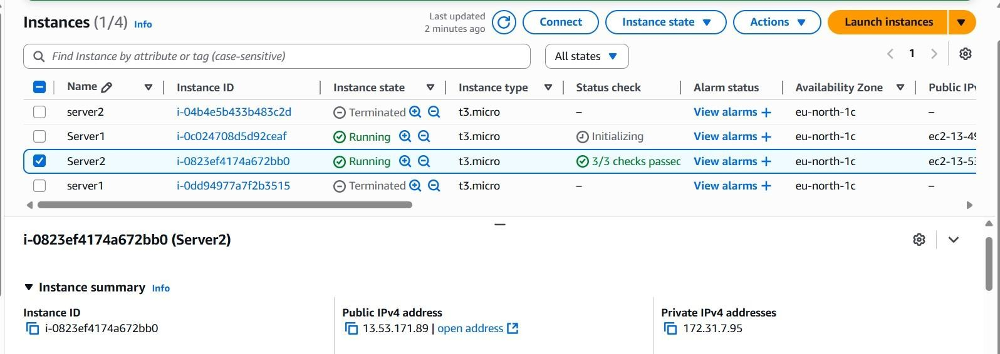 Instances (1/4) Info
Last updated
2 minutes ago
Connect
Instance state
Actions
Launch instances
Find Instance by attribute or tag (case-sensitive)
All states
1
Name Instance ID Instance state Instance type Status check Alarm status Availability Zone Public IPv
server2 i-04b4e5b433b483c2d Terminated t3.micro – View alarms + eu-north-1c –
Server1 i-0c024708d5d92ceaf Running t3.micro Initializing View alarms + eu-north-1c ec2-13-49
Server2 i-0823ef4174a672bb0 Running t3.micro 3/3 checks passec View alarms + eu-north-1c ec2-13-53
server1 i-0dd94977a7f2b3515 Terminated t3.micro – View alarms + eu-north-1c –
i-0823ef4174a672bb0 (Server2)
Instance summary Info
Instance ID Public IPv4 address Private IPv4 addresses
i-0823ef4174a672bb0 13.53.171.89 | open address 172.31.7.95